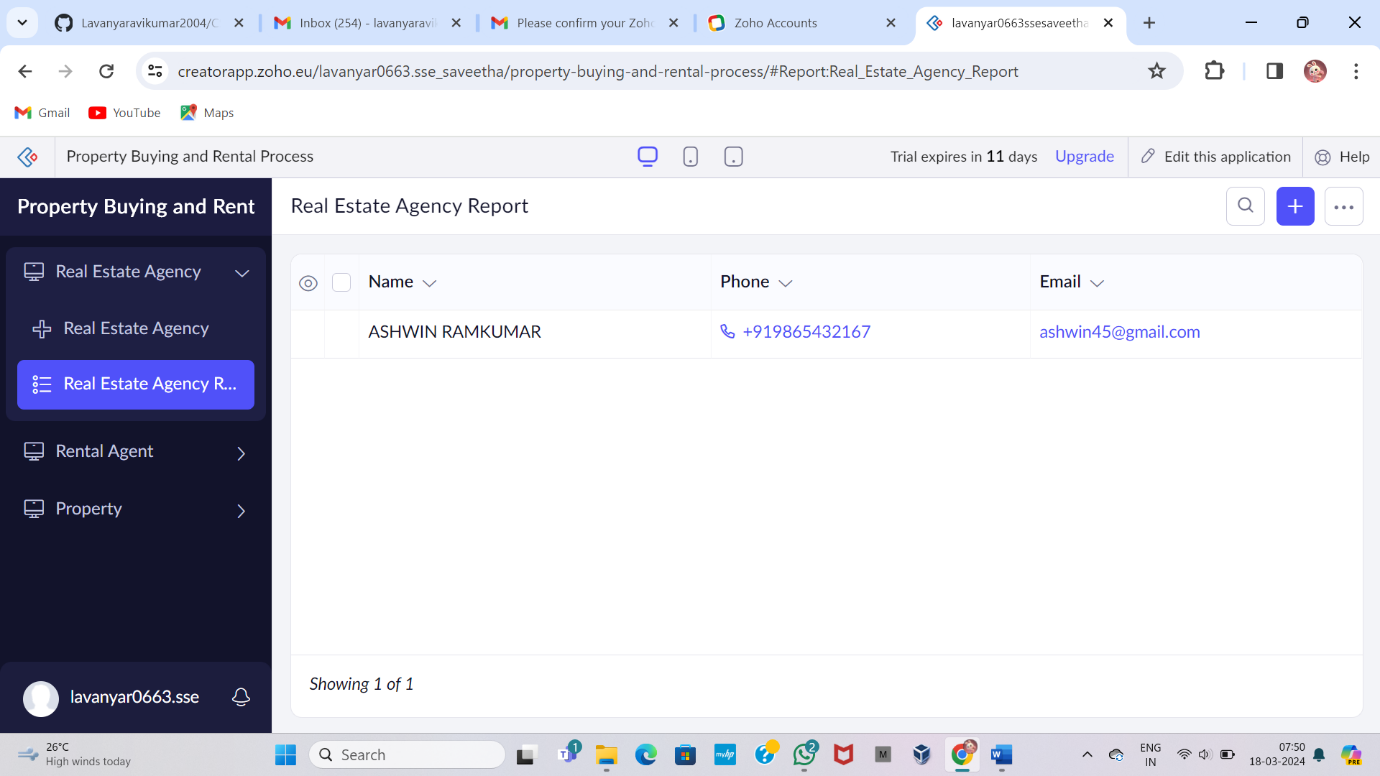 Lavanyaravikumar2004/C
Inbox (254) - lavanyaravi
Please confirm your Zoho
Zoho Accounts
lavanyar0663ssesaveetha
creatorapp.zoho.eu/lavanyar0663.sse_saveetha/property-buying-and-rental-process/#Report:Real_Estate_Agency_Report
Gmail
YouTube
Maps
Property Buying and Rental Process
Trial expires in 11 days
Upgrade
Edit this application
Help
Property Buying and Rent
Real Estate Agency Report
Real Estate Agency
Real Estate Agency
Real Estate Agency R...
Rental Agent
Property
Name
Phone
Email
ASHWIN RAMKUMAR
+919865432167
ashwin45@gmail.com
Showing 1 of 1
lavanyar0663.sse
26°C
High winds today
Search
1
myhp
2
M
ENG
IN
07:50
18-03-2024
PRE